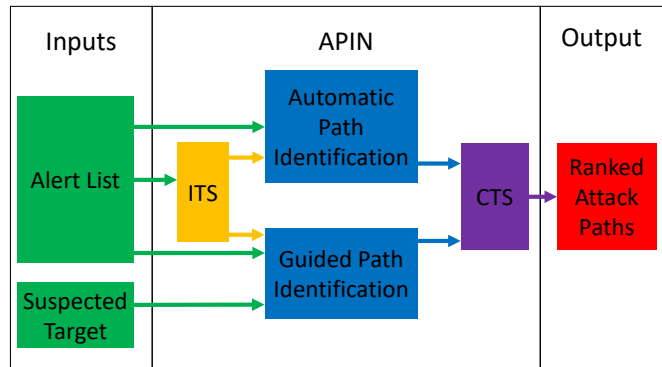 Inputs
APIN
Output
Alert List
Suspected
Target
ITS
Automatic
Path
Identification
Guided Path
Identification
CTS
Ranked
Attack
Paths